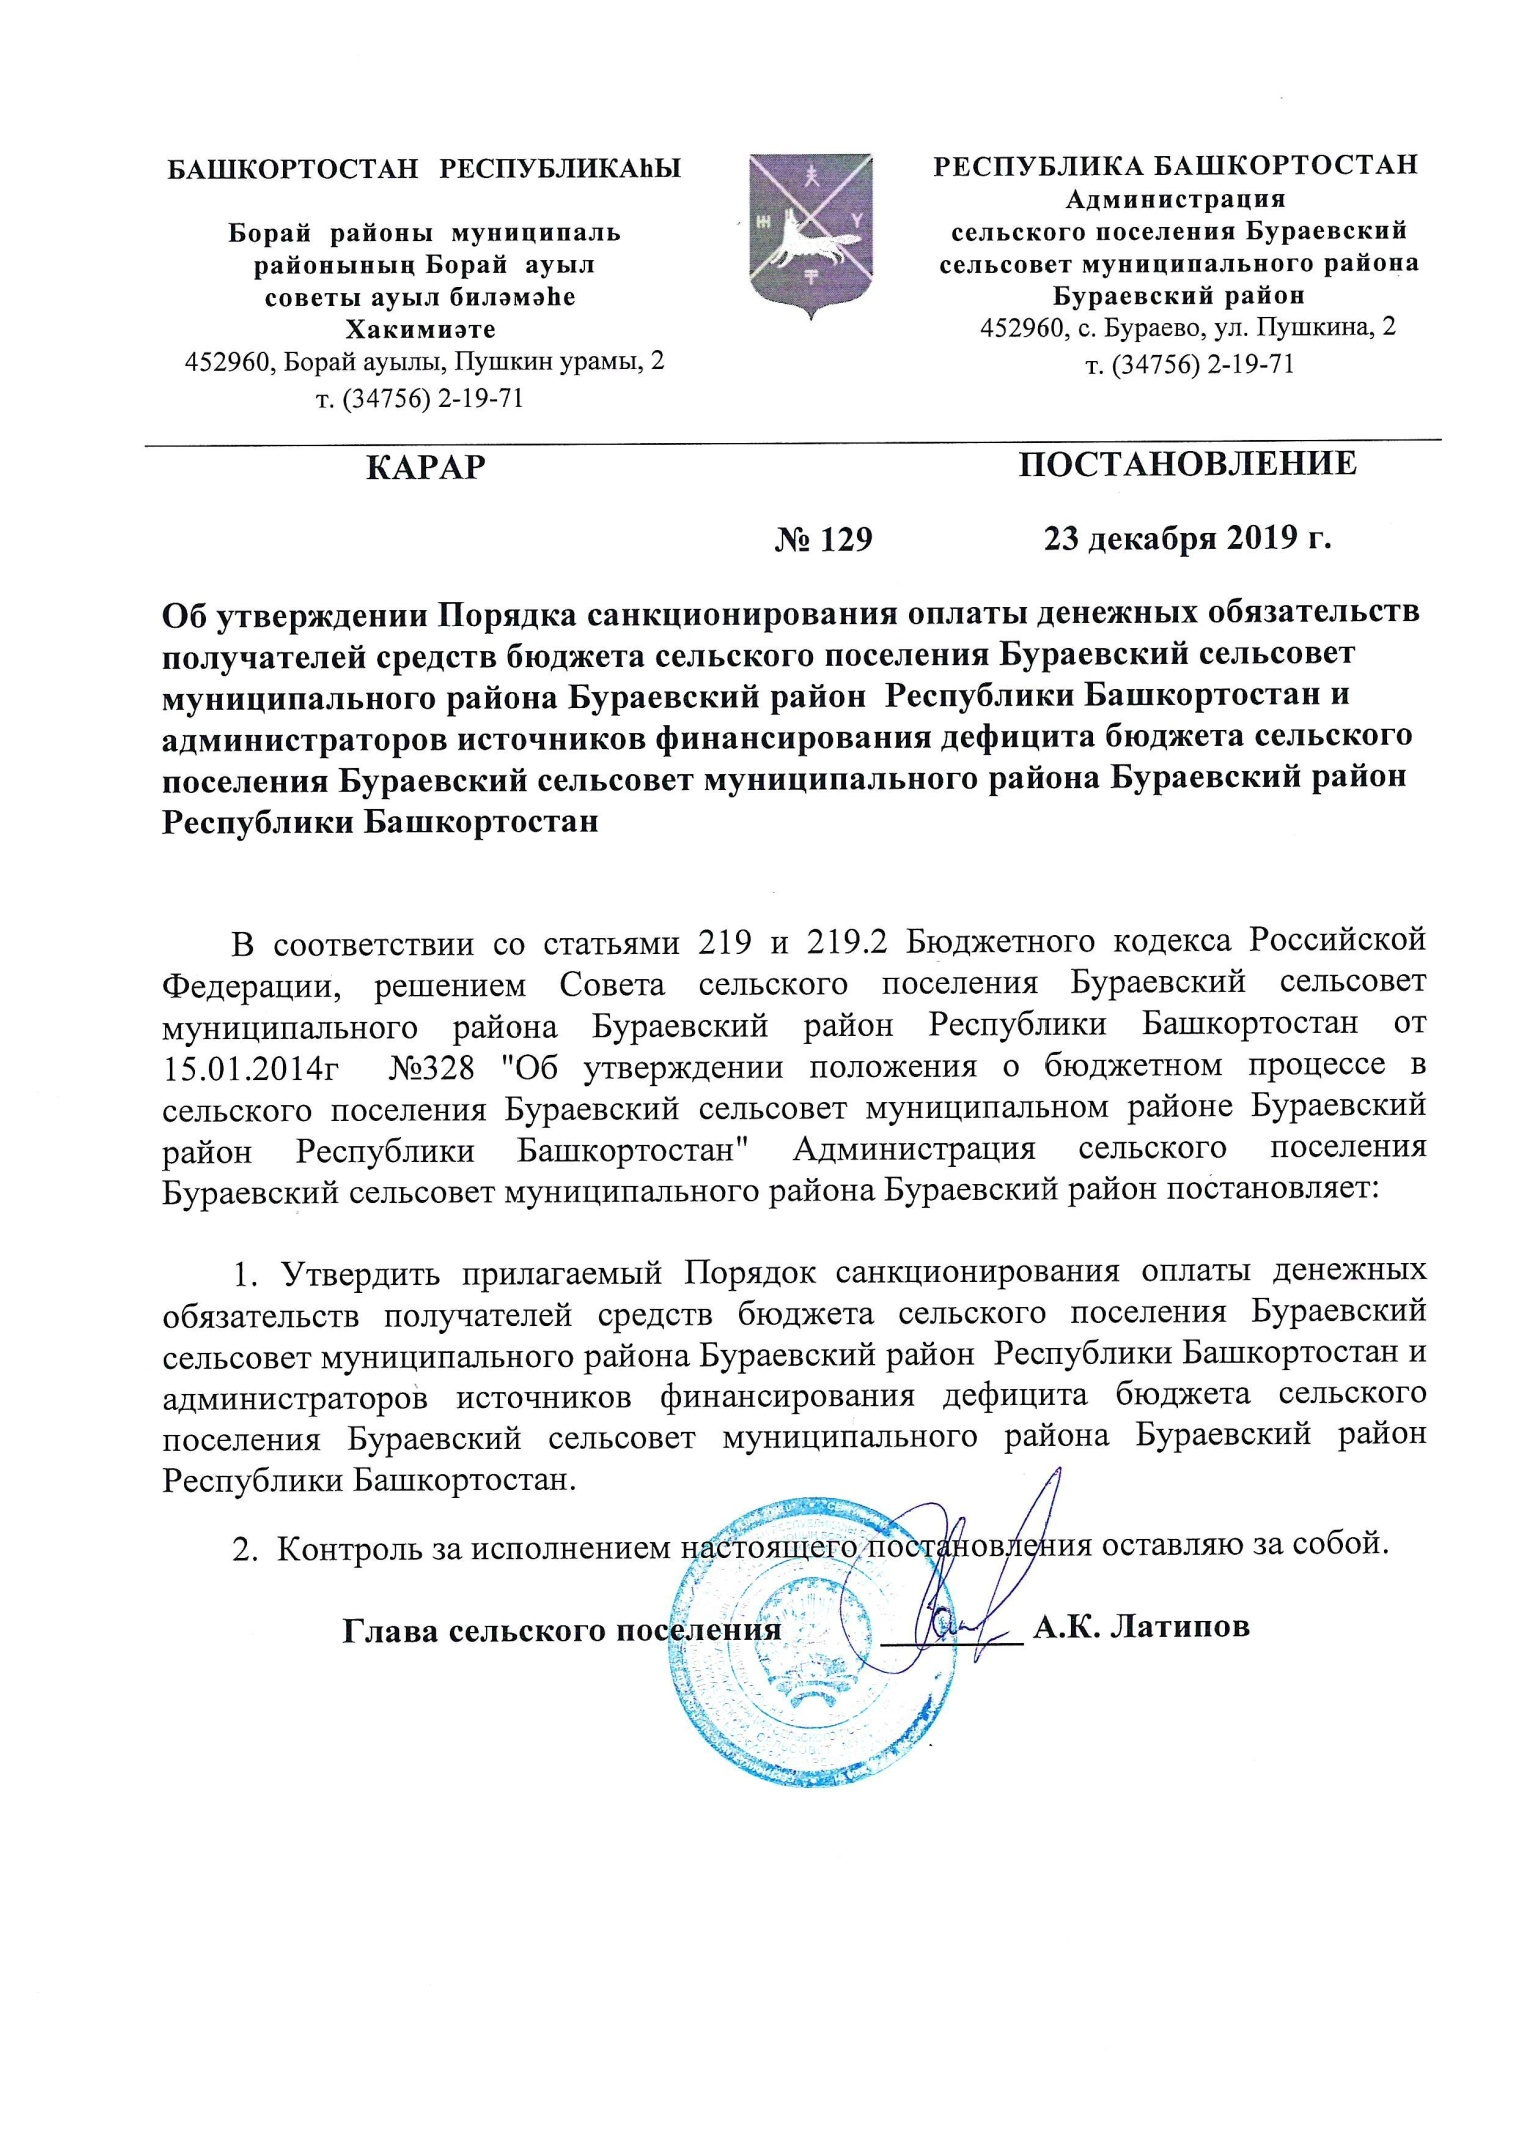 БАШКОРТОСТАН РЕСПУБЛИКАҺЫ
Борай районы муниципаль
районының Борай ауыл
советы ауыл биләмәһе
Хакимиәте
452960, Борай ауылы, Пушкин урамы, 2
т. (34756) 2-19-71
РЕСПУБЛИКА БАШКОРТОСТАН
Администрация
сельского поселения Бураевский
сельсовет муниципального района
Бураевский район
452960, с. Бураево, ул. Пушкина, 2
т. (34756) 2-19-71
КАРАР
ПОСТАНОВЛЕНИЕ
№ 129 23 декабря 2019 г.
Об утверждении Порядка санкционирования оплаты денежных обязательств
получателей средств бюджета сельского поселения Бураевский сельсовет
муниципального района Бураевский район Республики Башкортостан и
администраторов источников финансирования дефицита бюджета сельского
поселения Бураевский сельсовет муниципального района Бураевский район
Республики Башкортостан
В соответствии со статьями 219 и 219.2 Бюджетного кодекса Российской
Федерации, решением Совета сельского поселения Бураевский сельсовет
муниципального района Бураевский район Республики Башкортостан от
15.01.2014г №328 "Об утверждении положения о бюджетном процессе в
сельского поселения Бураевский сельсовет муниципальном районе Бураевский
район Республики Башкортостан" Администрация сельского поселения
Бураевский сельсовет муниципального района Бураевский район постановляет:
1. Утвердить прилагаемый Порядок санкционирования оплаты денежных
обязательств получателей средств бюджета сельского поселения Бураевский
сельсовет муниципального района Бураевский район Республики Башкортостан и
администраторов источников финансирования дефицита бюджета сельского
поселения Бураевский сельсовет муниципального района Бураевский район
Республики Башкортостан.
2. Контроль за исполнением настоящего постановления оставляю за собой.
Глава сельского поселения ________ А.К. Латипов